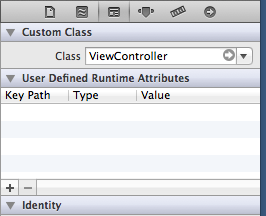 Custom Class
Class ViewController
User Defined Runtime Attributes
Key Path Type Value
Identity